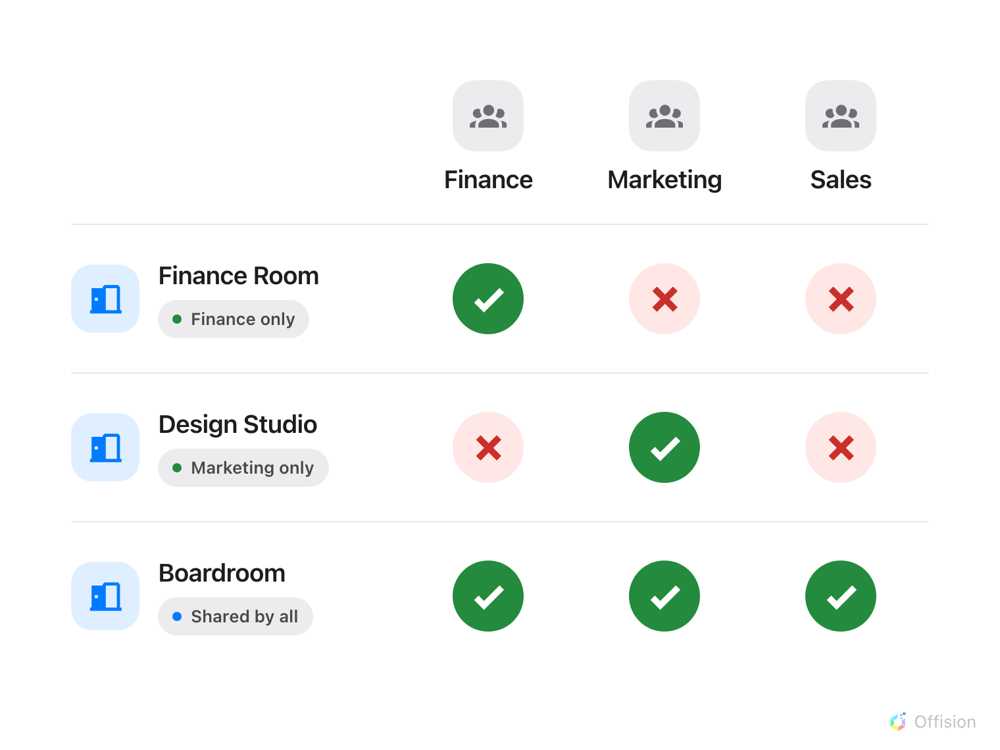 Finance
Marketing
Sales
Finance Room
Finance only
Design Studio
Marketing only
Boardroom
Shared by all
Offision